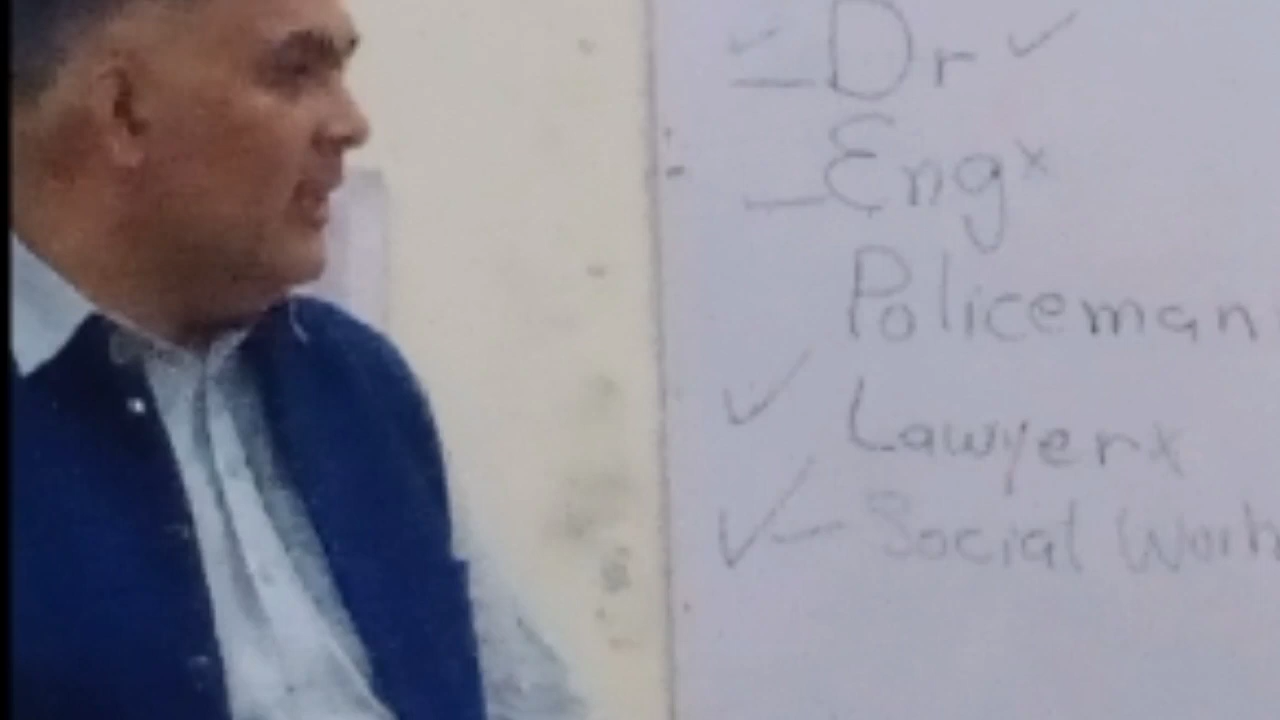 ✓ – Dr ✓
– Eng x
Policeman
✓ Lawyer x
✓ – Social